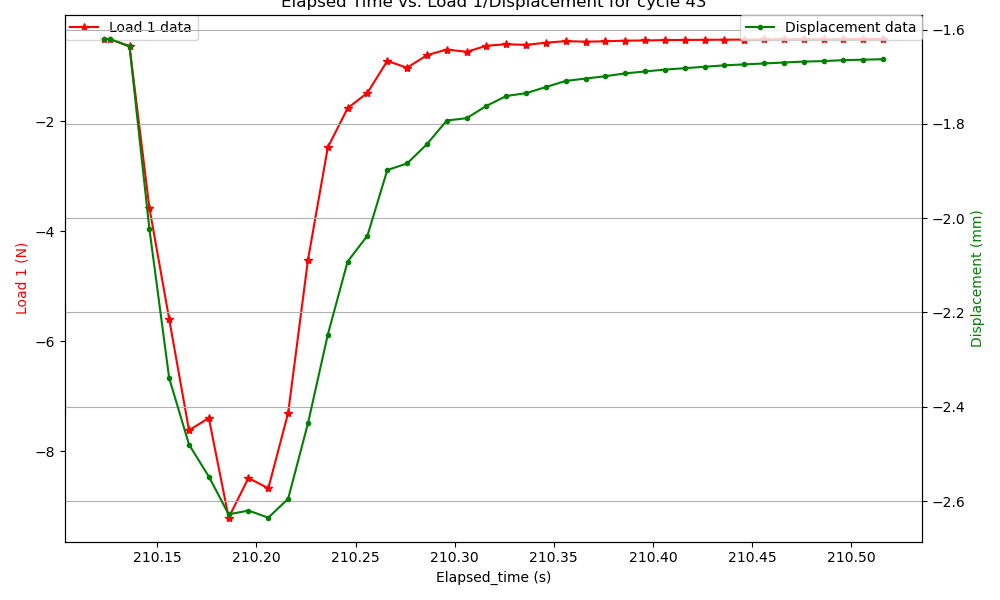 Elapsed Time vs. Load 1/Displacement for cycle 43
Load 1 data
Displacement data
−2
−4
−6
−8
Load 1 (N)
−1.6
−1.8
−2.0
−2.2
−2.4
−2.6
Displacement (mm)
210.15 210.20 210.25 210.30 210.35 210.40 210.45 210.50
Elapsed_time (s)